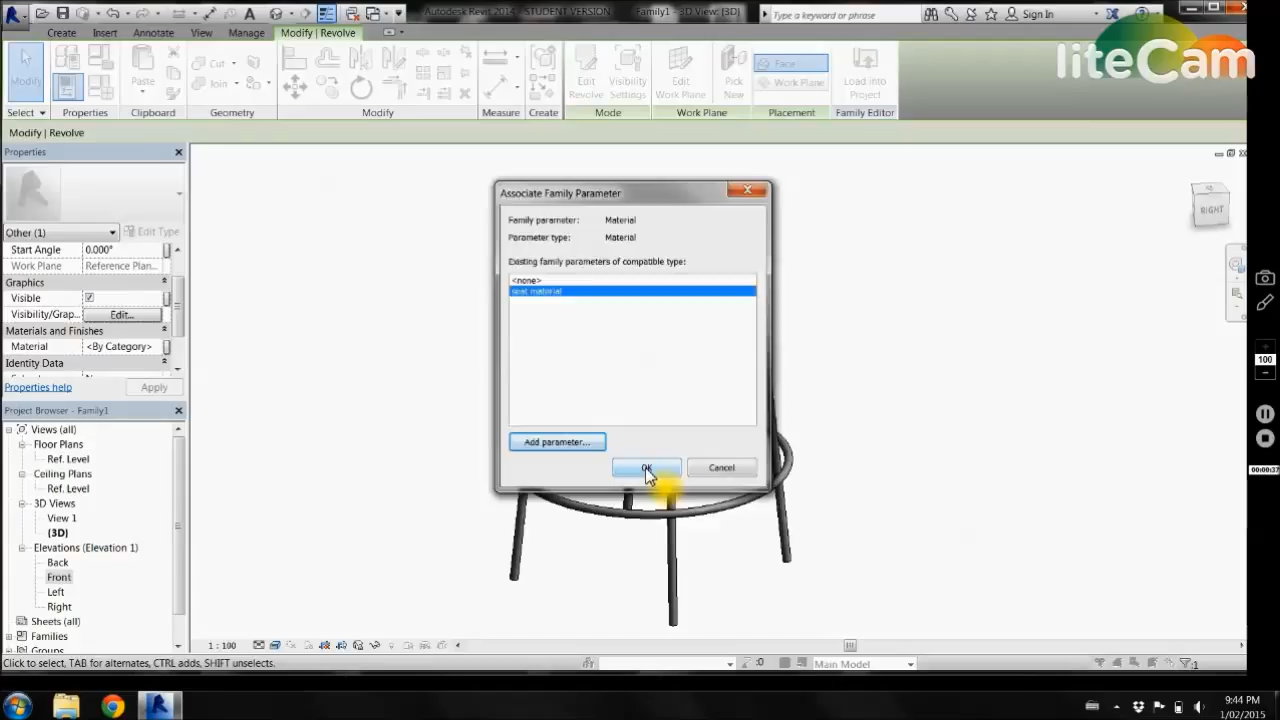 Autodesk Revit 2014 - STUDENT VERSION - Family1 - 3D View: {3D}
Type a keyword or phrase
Sign In
liteCam
Create Insert Annotate View Manage Modify | Revolve
Modify
Paste
Cut
Join
Edit Revolve
Visibility Settings
Edit Work Plane
Pick New
Face
Work Plane
Load into Project
Select Properties Clipboard Geometry Modify Measure Create Mode Work Plane Placement Family Editor
Modify | Revolve
Properties
Other (1)
Edit Type
Start Angle 0.000°
Work Plane Reference Plan...
Graphics
Visible
Visibility/Grap... Edit...
Materials and Finishes
Material <By Category>
Identity Data
Properties help
Apply
Project Browser - Family1
Views (all)
Floor Plans
Ref. Level
Ceiling Plans
Ref. Level
3D Views
View 1
(3D)
Elevations (Elevation 1)
Back
Front
Left
Right
Sheets (all)
Families
Groups
Associate Family Parameter
Family parameter: Material
Parameter type: Material
Existing family parameters of compatible type:
<none>
seat material
Add parameter...
OK
Cancel
RIGHT
100
00:00:37
1 : 100
Click to select, TAB for alternates, CTRL adds, SHIFT unselects.
:0
Main Model
:1
9:44 PM
1/02/2015